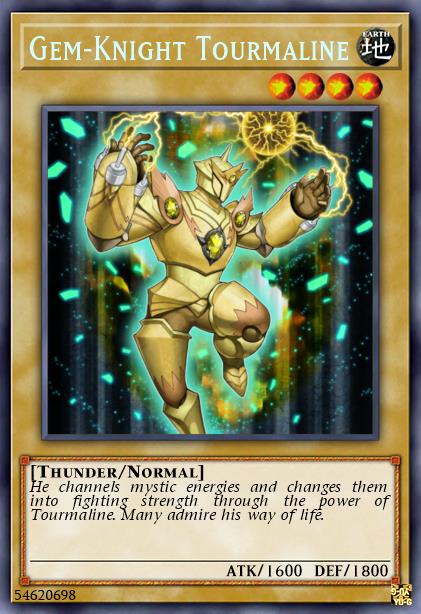 Gem-Knight Tourmaline
EARTH
地
[Thunder/Normal]
He channels mystic energies and changes them
into fighting strength through the power of
Tourmaline. Many admire his way of life.
ATK/1600 DEF/1800
54620698